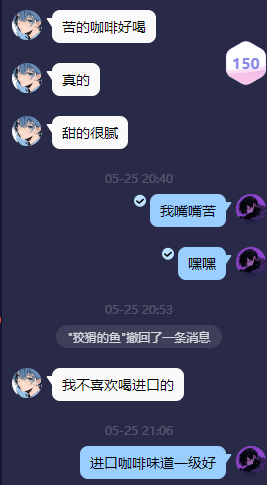 苦的咖啡好喝
150
真的
甜的很腻
05-25 20:40
我嘴嘴苦
嘿嘿
05-25 20:53
"狡猾的鱼"撤回了一条消息
我不喜欢喝进口的
05-25 21:06
进口咖啡味道一级好